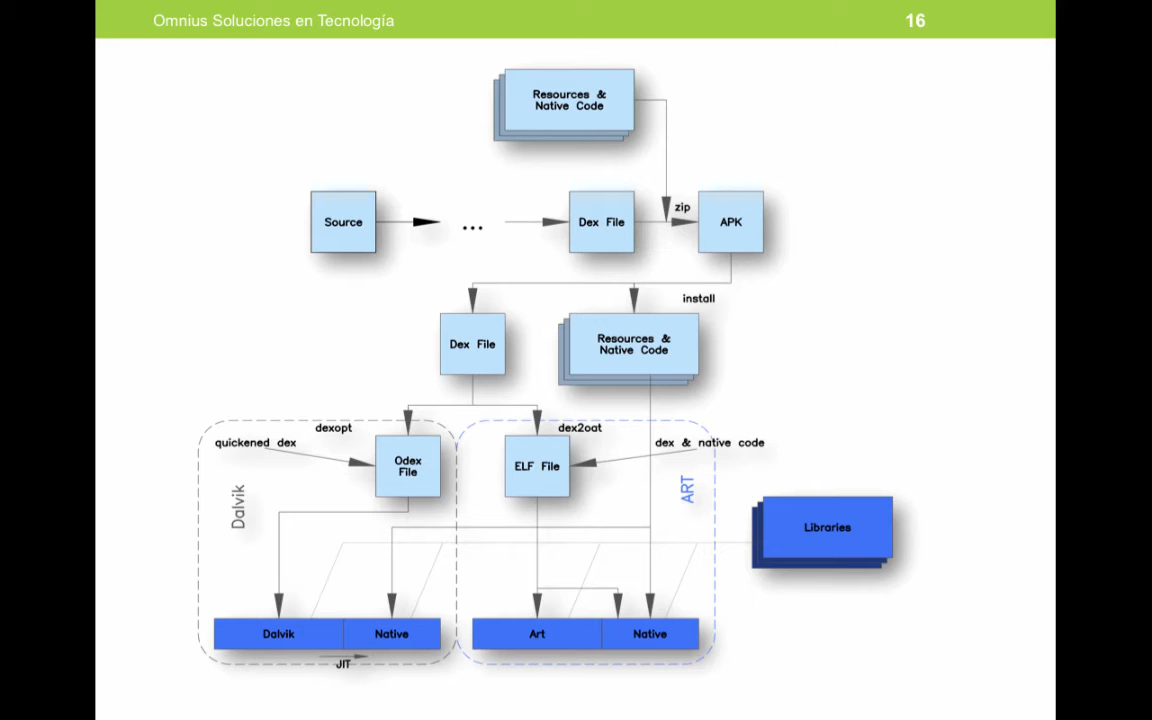 Omnius Soluciones en Tecnología
16
Resources &
Native Code
Source
...
Dex File
zip
APK
install
Dex File
Resources &
Native Code
dexopt
dex2oat
quickened dex
dex & native code
Odex
File
ELF File
Dalvik
ART
Libraries
Dalvik
Native
Art
Native
JIT